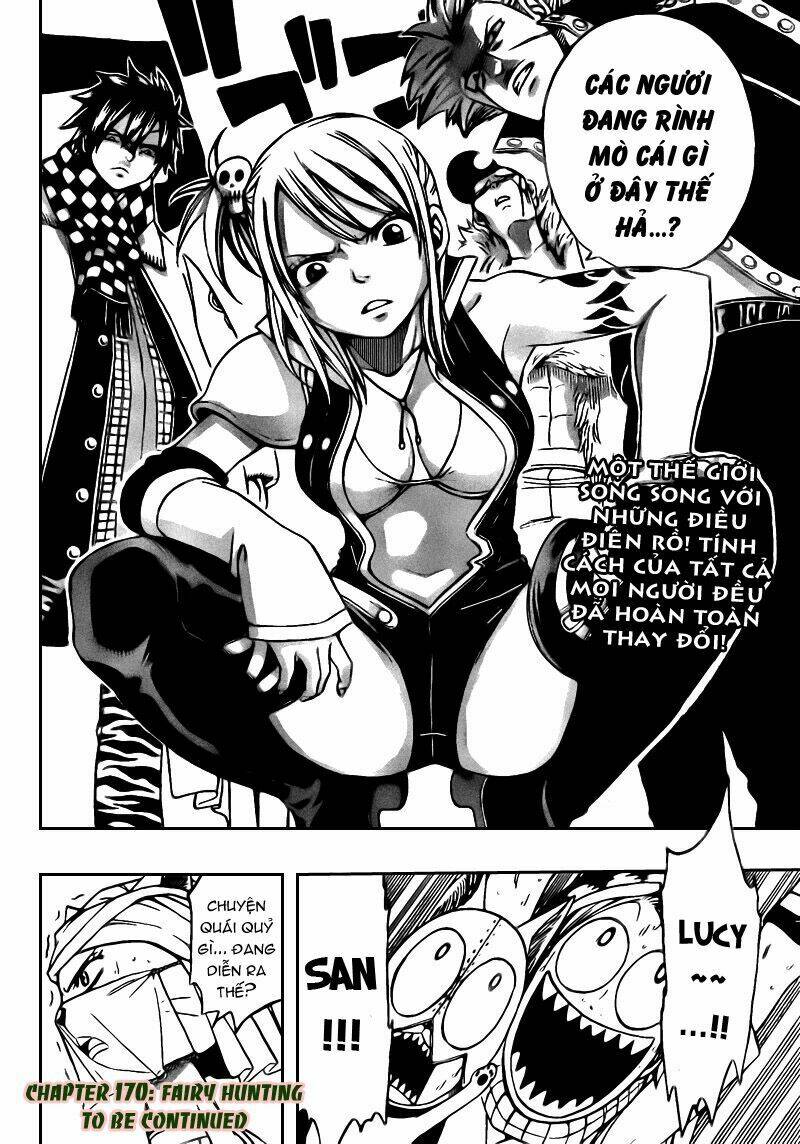 CÁC NGƯƠI
ĐANG RÌNH
MÒ CÁI GÌ
Ở ĐÂY THẾ
HẢ...?
MỘT THẾ GIỚI
SONG SONG VỚI
NHỮNG ĐIỀU
ĐIÊN RỒ! TÍNH
CÁCH CỦA TẤT CẢ
MỌI NGƯỜI ĐỀU
ĐÃ HOÀN TOÀN
THAY ĐỔI!
LUCY
~~
...!!
SAN
!!!
CHUYỆN
QUÁI QUỶ
GÌ... ĐANG
DIỄN RA
THẾ?
CHAPTER 170: FAIRY HUNTING
TO BE CONTINUED